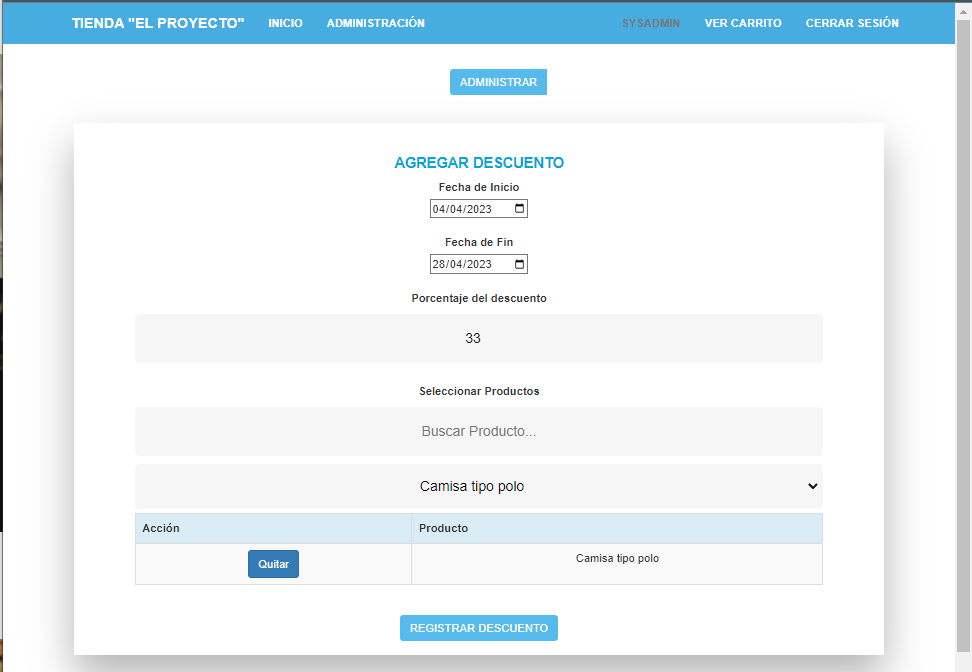 TIENDA "EL PROYECTO" INICIO ADMINISTRACIÓN SYSADMIN VER CARRITO CERRAR SESIÓN
ADMINISTRAR
AGREGAR DESCUENTO
Fecha de Inicio
04/04/2023
Fecha de Fin
28/04/2023
Porcentaje del descuento
33
Seleccionar Productos
Buscar Producto...
Camisa tipo polo
Acción Producto
Quitar Camisa tipo polo
REGISTRAR DESCUENTO